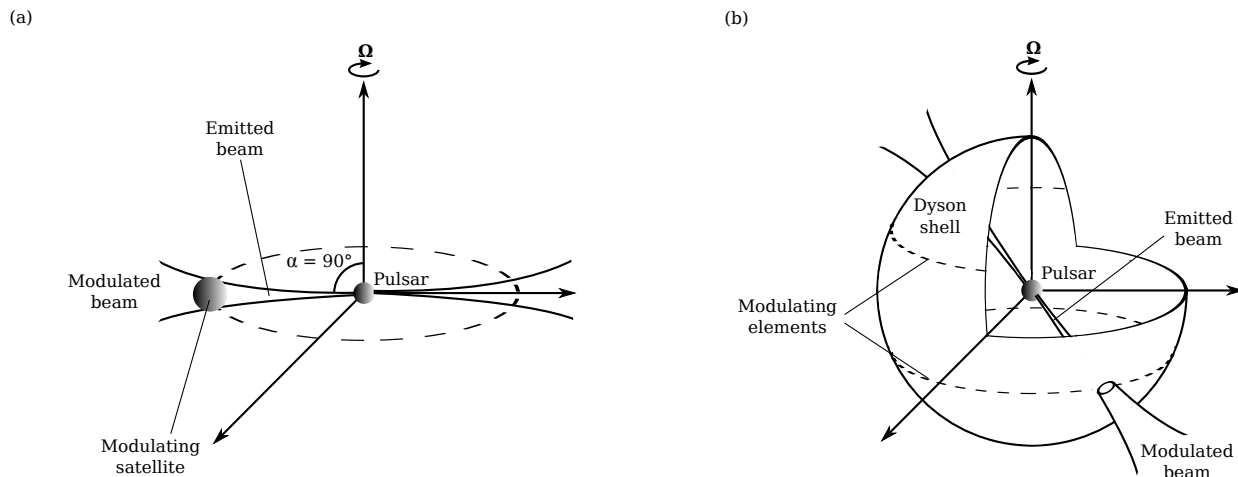 (a)
Ω
Emitted
beam
α = 90°
Pulsar
Modulated
beam
Modulating
satellite
(b)
Ω
Dyson
shell
Emitted
beam
Pulsar
Modulating
elements
Modulated
beam